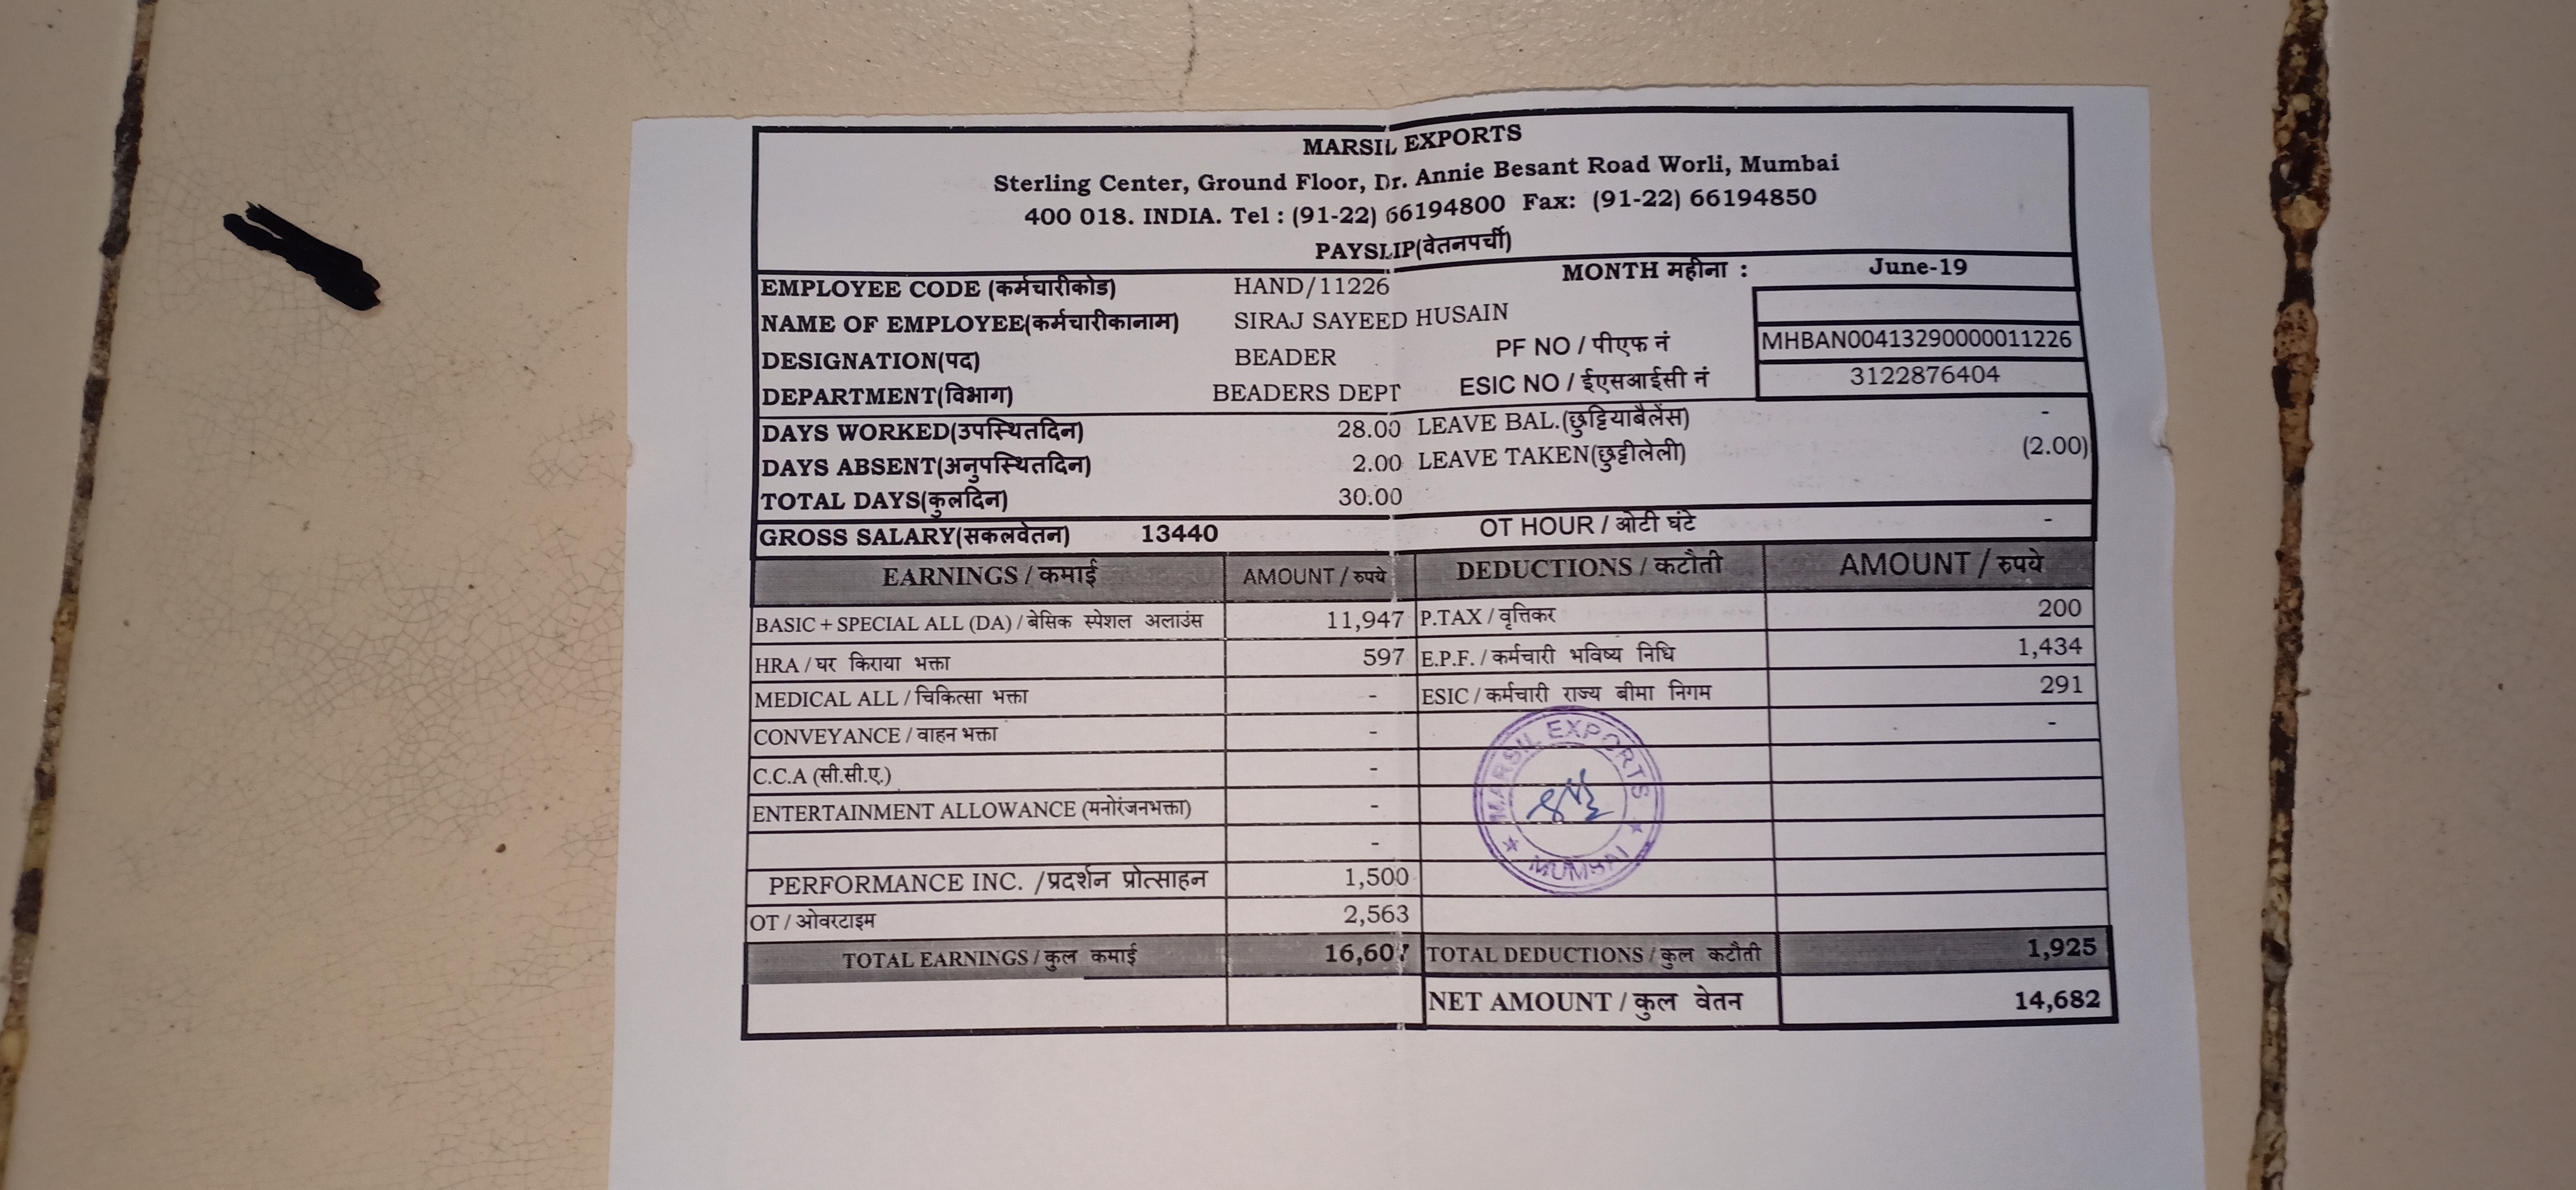 MARSIL EXPORTS
Sterling Center, Ground Floor, Dr. Annie Besant Road Worli, Mumbai
400 018. INDIA. Tel : (91-22) 66194800 Fax: (91-22) 66194850
PAYSLIP(वेतनपर्ची)
EMPLOYEE CODE (कर्मचारीकोड) HAND/11226 MONTH महीना : June-19
NAME OF EMPLOYEE(कर्मचारीकानाम) SIRAJ SAYEED HUSAIN
DESIGNATION(पद) BEADER PF NO / पीएफ नं MHBAN00413290000011226
DEPARTMENT(विभाग) BEADERS DEPT ESIC NO / ईएसआईसी नं 3122876404
DAYS WORKED(उपस्थितदिन) 28.00 LEAVE BAL.(छुट्टियाबैलेंस) -
DAYS ABSENT(अनुपस्थितदिन) 2.00 LEAVE TAKEN(छुट्टीलेली) (2.00)
TOTAL DAYS(कुलदिन) 30.00
GROSS SALARY(सकलवेतन) 13440 OT HOUR / ओटी घंटे -
EARNINGS / कमाई AMOUNT / रुपये DEDUCTIONS / कटौती AMOUNT / रुपये
BASIC + SPECIAL ALL (DA) / बेसिक स्पेशल अलाउंस 11,947 P.TAX / वृत्तिकर 200
HRA / घर किराया भक्ता 597 E.P.F. / कर्मचारी भविष्य निधि 1,434
MEDICAL ALL / चिकित्सा भक्ता - ESIC / कर्मचारी राज्य बीमा निगम 291
CONVEYANCE / वाहन भक्ता - -
C.C.A (सी.सी.ए.) -
ENTERTAINMENT ALLOWANCE (मनोरंजनभक्ता) -
-
PERFORMANCE INC. /प्रदर्शन प्रोत्साहन 1,500
OT / ओवरटाइम 2,563
TOTAL EARNINGS / कुल कमाई 16,607 TOTAL DEDUCTIONS / कुल कटौती 1,925
NET AMOUNT / कुल वेतन 14,682
MARSIL EXPORTS
★ MUMBAI ★